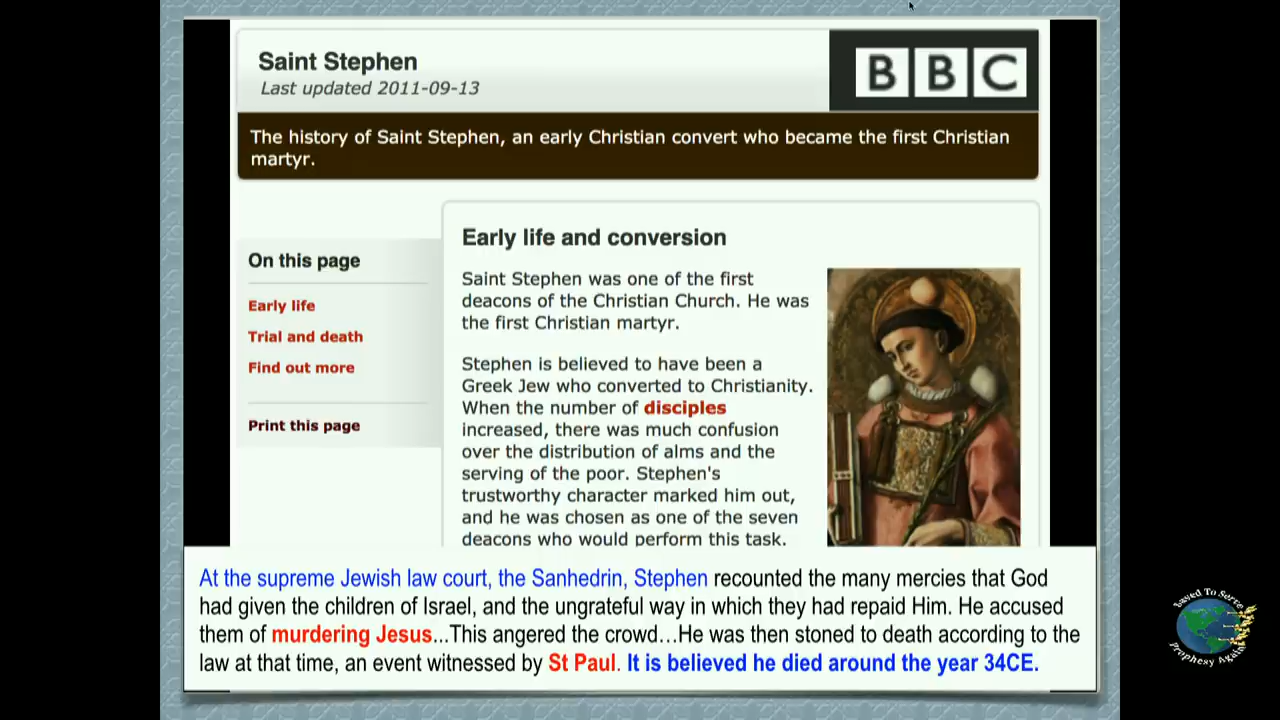 Saint Stephen
Last updated 2011-09-13
BBC
The history of Saint Stephen, an early Christian convert who became the first Christian
martyr.
On this page
Early life
Trial and death
Find out more
Print this page
Early life and conversion
Saint Stephen was one of the first
deacons of the Christian Church. He was
the first Christian martyr.
Stephen is believed to have been a
Greek Jew who converted to Christianity.
When the number of disciples
increased, there was much confusion
over the distribution of alms and the
serving of the poor. Stephen's
trustworthy character marked him out,
and he was chosen as one of the seven
deacons who would perform this task.
At the supreme Jewish law court, the Sanhedrin, Stephen recounted the many mercies that God
had given the children of Israel, and the ungrateful way in which they had repaid Him. He accused
them of murdering Jesus...This angered the crowd…He was then stoned to death according to the
law at that time, an event witnessed by St Paul. It is believed he died around the year 34CE.
Saved To Serve
Prophesy Again